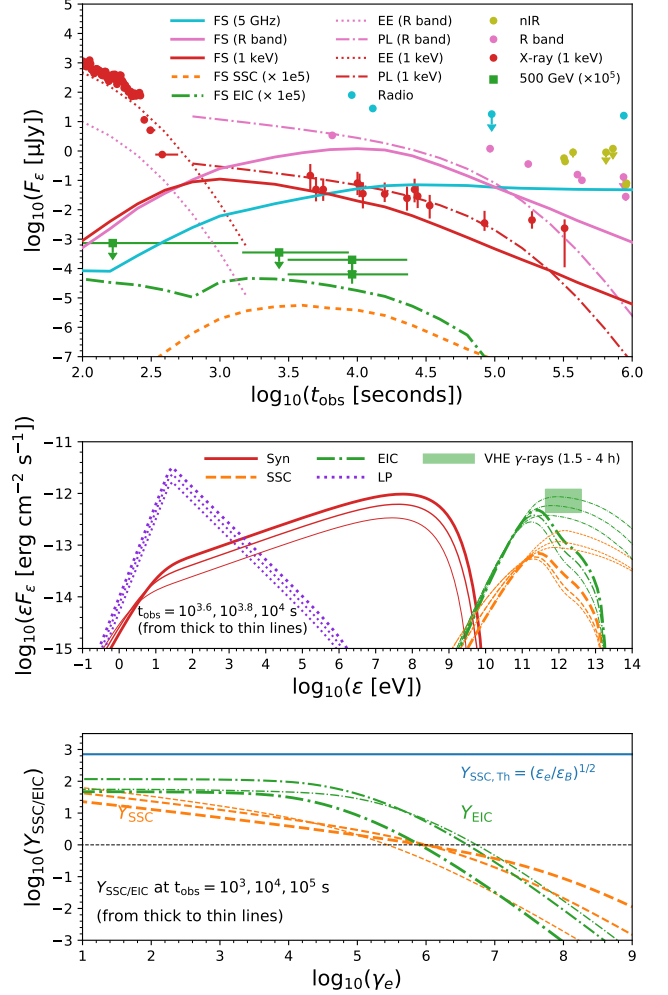 FS (5 GHz)
FS (R band)
FS (1 keV)
FS SSC (× 1e5)
FS EIC (× 1e5)
EE (R band)
PL (R band)
EE (1 keV)
PL (1 keV)
Radio
nIR
R band
X-ray (1 keV)
500 GeV (×10⁵)
log₁₀(F_ε [μJy])
5
4
3
2
1
0
−1
−2
−3
−4
−5
−6
−7
2.0 2.5 3.0 3.5 4.0 4.5 5.0 5.5 6.0
log₁₀(t_obs [seconds])
Syn
SSC
EIC
LP
VHE γ-rays (1.5 - 4 h)
log₁₀(εF_ε [erg cm⁻² s⁻¹])
−11
−12
−13
−14
−15
t_obs = 10^3.6, 10^3.8, 10⁴ s
(from thick to thin lines)
−1 0 1 2 3 4 5 6 7 8 9 10 11 12 13 14
log₁₀(ε [eV])
log₁₀(Y_SSC/EIC)
3
2
1
0
−1
−2
−3
Y_SSC, Th = (ε_e/ε_B)^1/2
Y_SSC
Y_EIC
Y_SSC/EIC at t_obs = 10³, 10⁴, 10⁵ s
(from thick to thin lines)
1 2 3 4 5 6 7 8 9
log₁₀(γ_e)